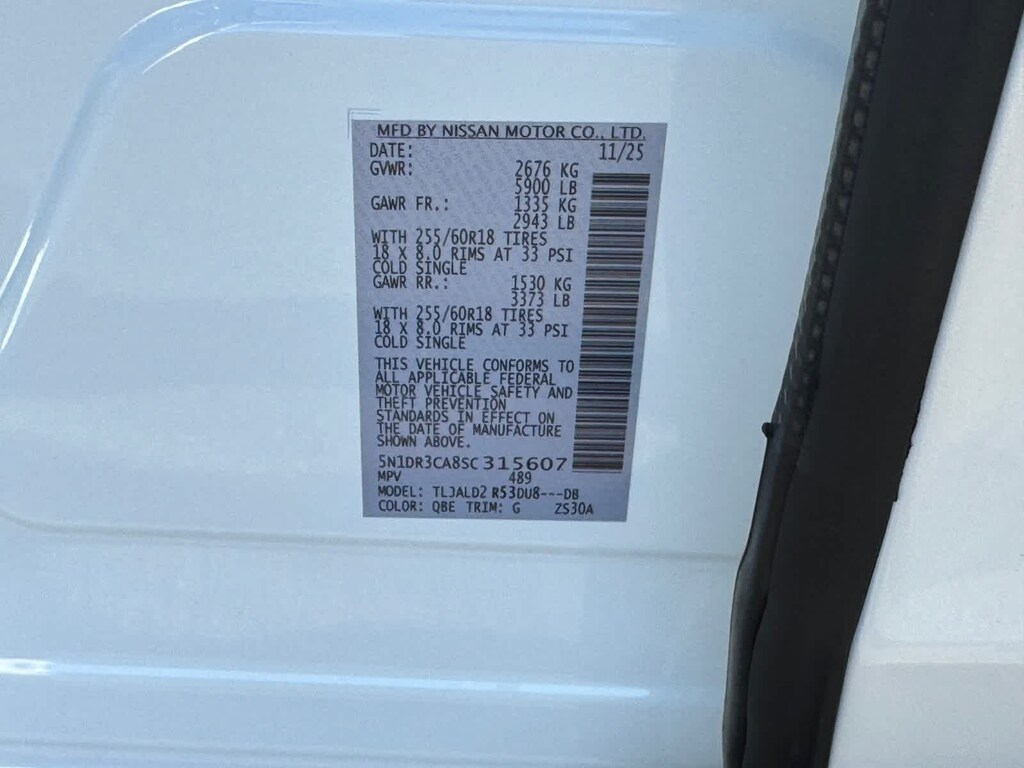 MFD BY NISSAN MOTOR CO., LTD.
DATE: 11/25
GVWR: 2676 KG
5900 LB
GAWR FR.: 1335 KG
2943 LB
WITH 255/60R18 TIRES
18 X 8.0 RIMS AT 33 PSI
COLD SINGLE
GAWR RR.: 1530 KG
3373 LB
WITH 255/60R18 TIRES
18 X 8.0 RIMS AT 33 PSI
COLD SINGLE
THIS VEHICLE CONFORMS TO
ALL APPLICABLE FEDERAL
MOTOR VEHICLE SAFETY AND
THEFT PREVENTION
STANDARDS IN EFFECT ON
THE DATE OF MANUFACTURE
SHOWN ABOVE.
5N1DR3CA8SC315607
MPV 489
MODEL: TLJALD2 R53DU8---DB
COLOR: QBE TRIM: G ZS30A